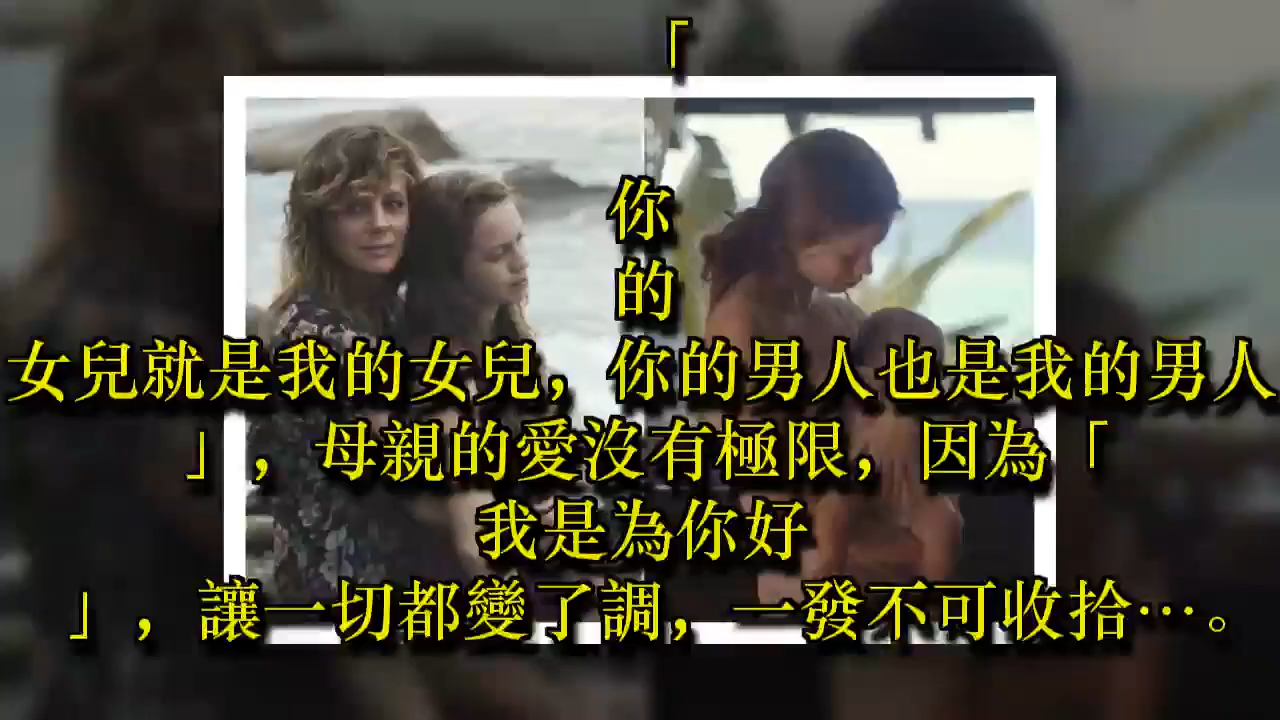 「
你
的
女兒就是我的女兒，你的男人也是我的男人
」，母親的愛沒有極限，因為「
我是為你好
」，讓一切都變了調，一發不可收拾…。